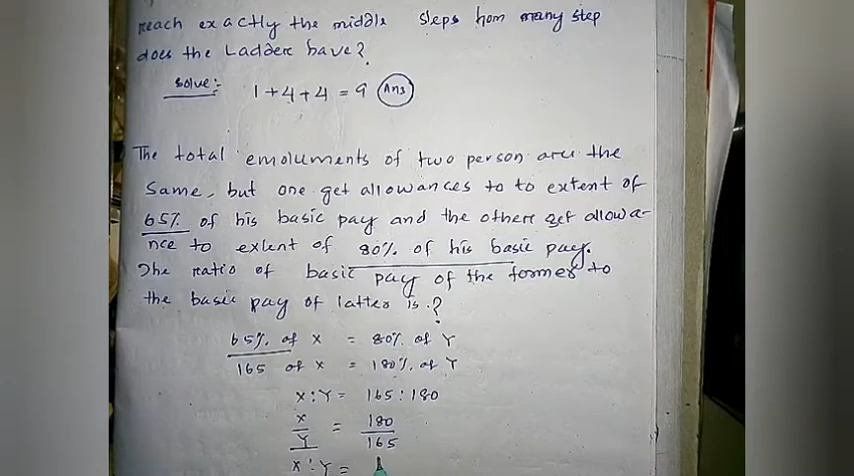 reach exactly the middle steps how many step
does the Ladder have?
Solve:-
1+4+4 = 9 Ans
The total emoluments of two person are the
Same, but one get allowances to to extent of
65% of his basic pay and the others get allowa-
nce to extent of 80% of his basic pay.
The ratio of basic pay of the former to
the basic pay of latter is ?
65% of X = 80% of Y
165 of X = 180% of Y
X:Y = 165:180
X/Y = 180/165
X:Y =